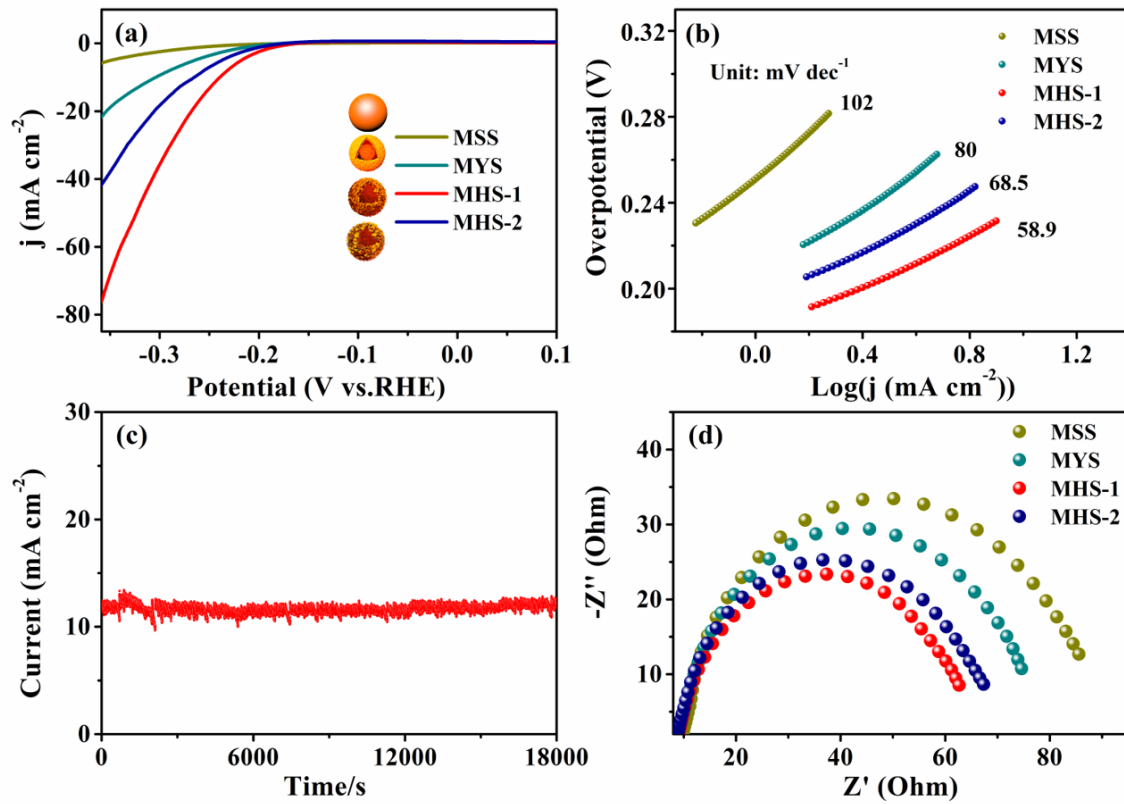 (a)
0
-20
-40
-60
-80
j (mA cm-2)
MSS
MYS
MHS-1
MHS-2
-0.3
-0.2
-0.1
0.0
0.1
Potential (V vs.RHE)
(b)
0.32
0.28
0.24
0.20
Overpotential (V)
Unit: mV dec-1
MSS
MYS
MHS-1
MHS-2
102
80
68.5
58.9
0.0
0.4
0.8
1.2
Log(j (mA cm-2))
(c)
30
20
10
0
Current (mA cm-2)
0
6000
12000
18000
Time/s
(d)
40
30
20
10
-Z'' (Ohm)
MSS
MYS
MHS-1
MHS-2
20
40
60
80
Z' (Ohm)